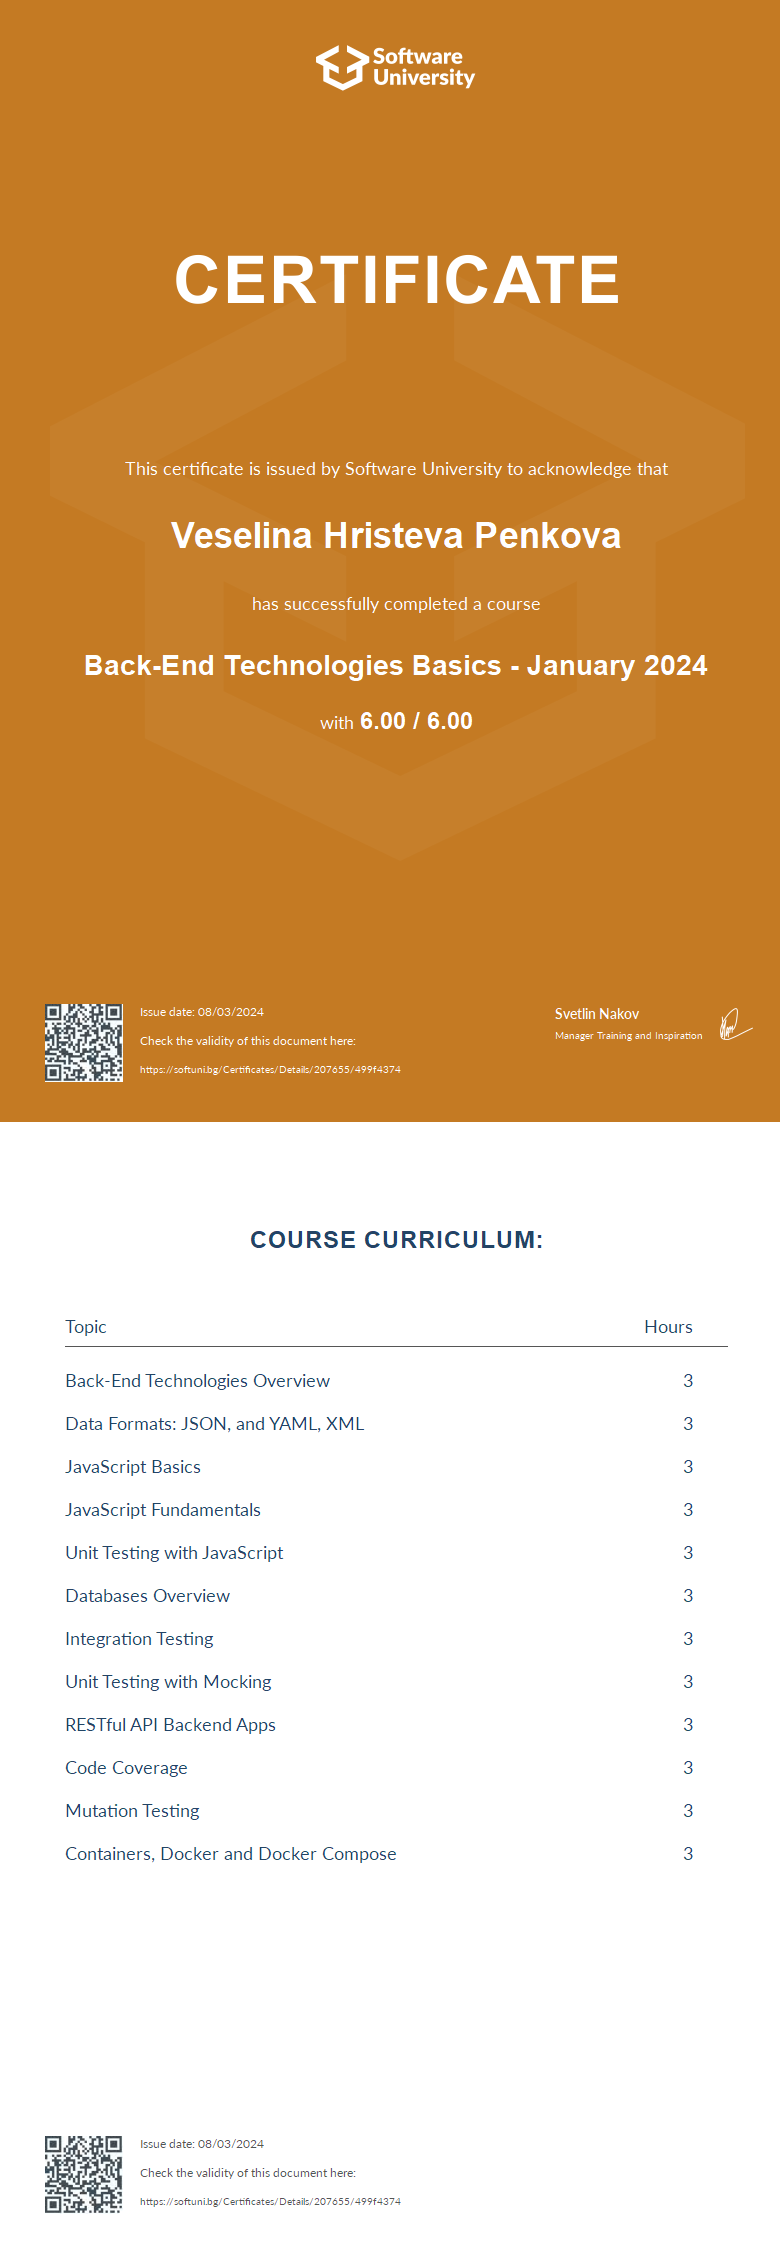 Software
University
CERTIFICATE
This certificate is issued by Software University to acknowledge that
Veselina Hristeva Penkova
has successfully completed a course
Back-End Technologies Basics - January 2024
with 6.00 / 6.00
Issue date: 08/03/2024
Check the validity of this document here:
https://softuni.bg/Certificates/Details/207655/499f4374
Svetlin Nakov
Manager Training and Inspiration
COURSE CURRICULUM:
Topic Hours
Back-End Technologies Overview 3
Data Formats: JSON, and YAML, XML 3
JavaScript Basics 3
JavaScript Fundamentals 3
Unit Testing with JavaScript 3
Databases Overview 3
Integration Testing 3
Unit Testing with Mocking 3
RESTful API Backend Apps 3
Code Coverage 3
Mutation Testing 3
Containers, Docker and Docker Compose 3
Issue date: 08/03/2024
Check the validity of this document here:
https://softuni.bg/Certificates/Details/207655/499f4374